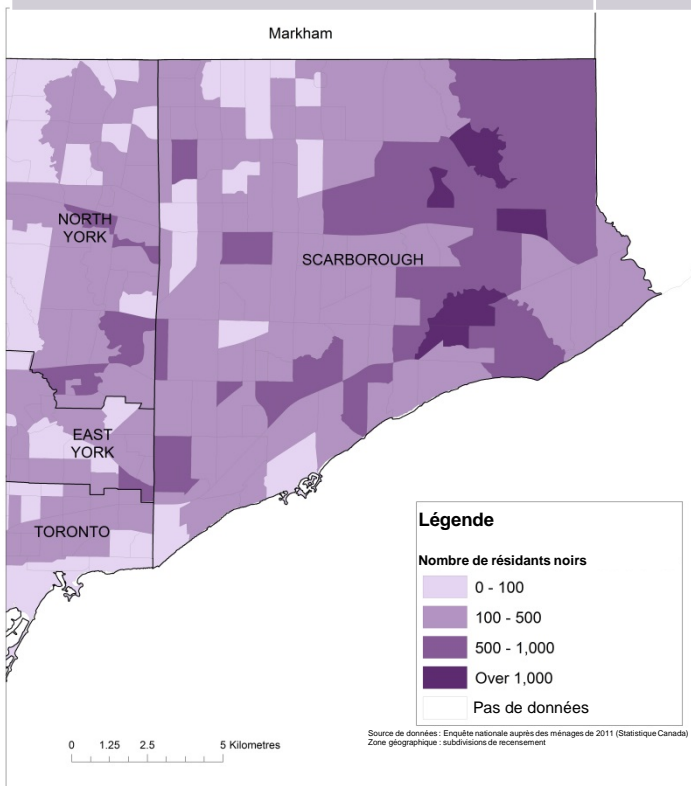 Markham
NORTH
YORK
SCARBOROUGH
EAST
YORK
TORONTO
Légende
Nombre de résidants noirs
0 - 100
100 - 500
500 - 1,000
Over 1,000
Pas de données
Source de données : Enquête nationale auprès des ménages de 2011 (Statistique Canada)
Zone géographique : subdivisions de recensement
0 1.25 2.5 5 Kilometres